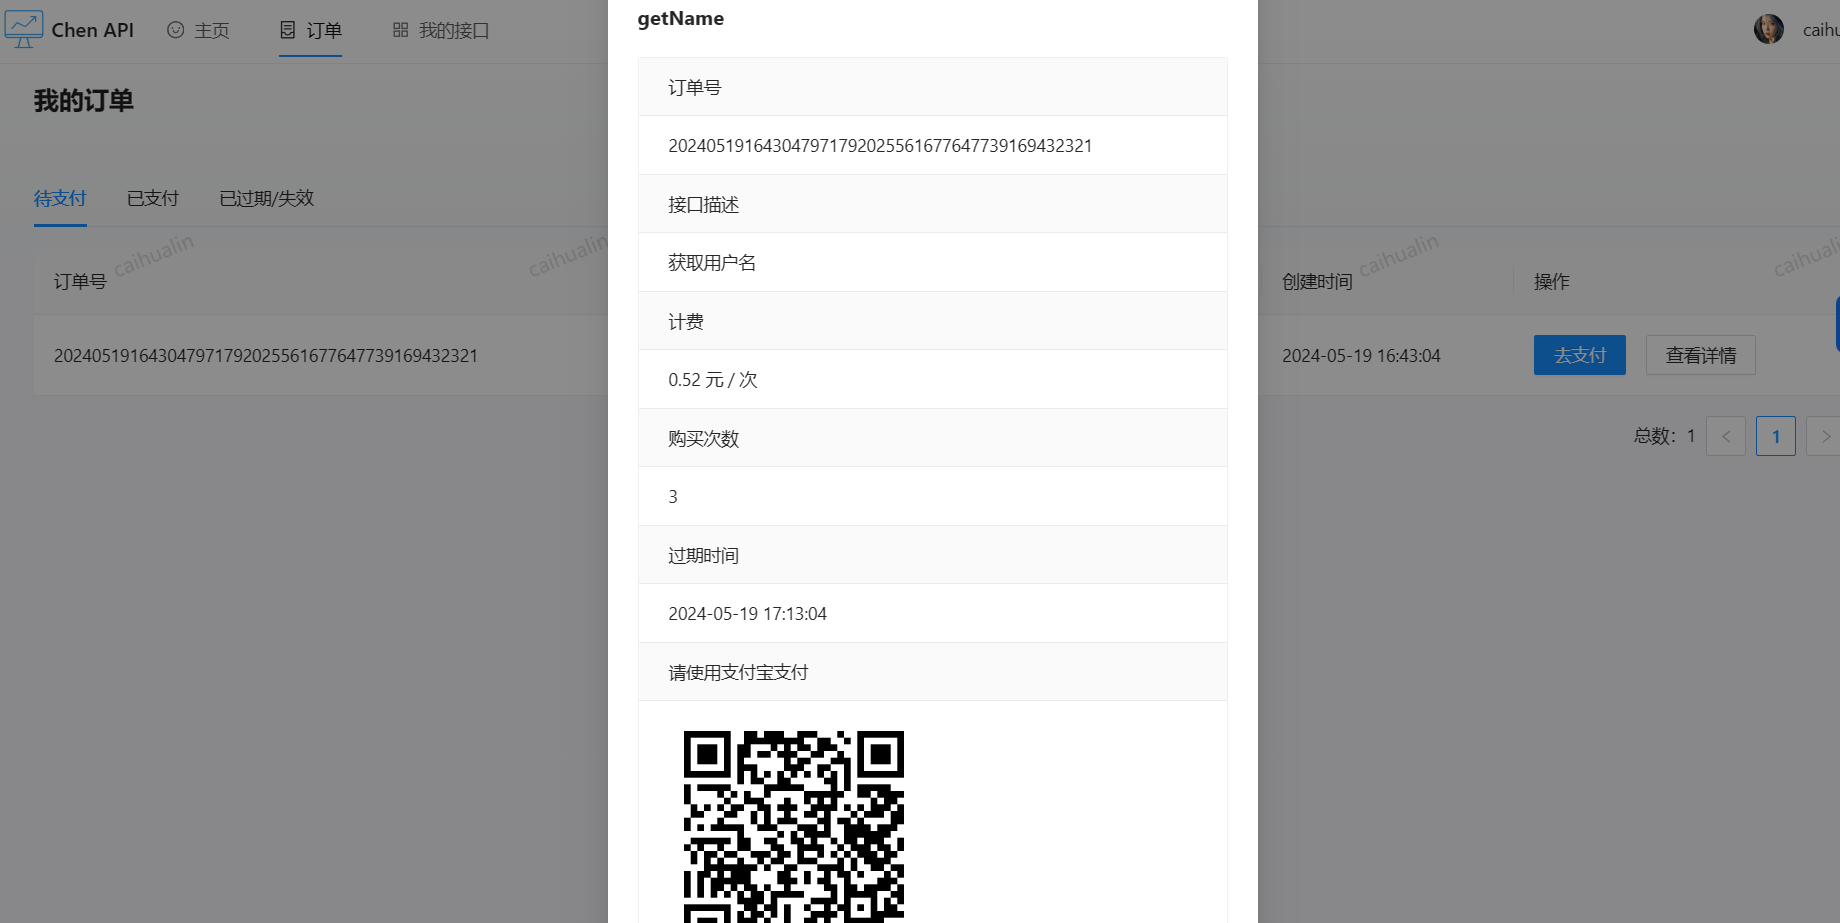 Chen API
主页
订单
我的接口
caihu
我的订单
待支付
已支付
已过期/失效
订单号
创建时间
操作
202405191643047971792025561677647739169432321
2024-05-19 16:43:04
去支付
查看详情
总数：1
1
caihualin
caihualin
caihualin
caihuali
getName
订单号
202405191643047971792025561677647739169432321
接口描述
获取用户名
计费
0.52 元 / 次
购买次数
3
过期时间
2024-05-19 17:13:04
请使用支付宝支付